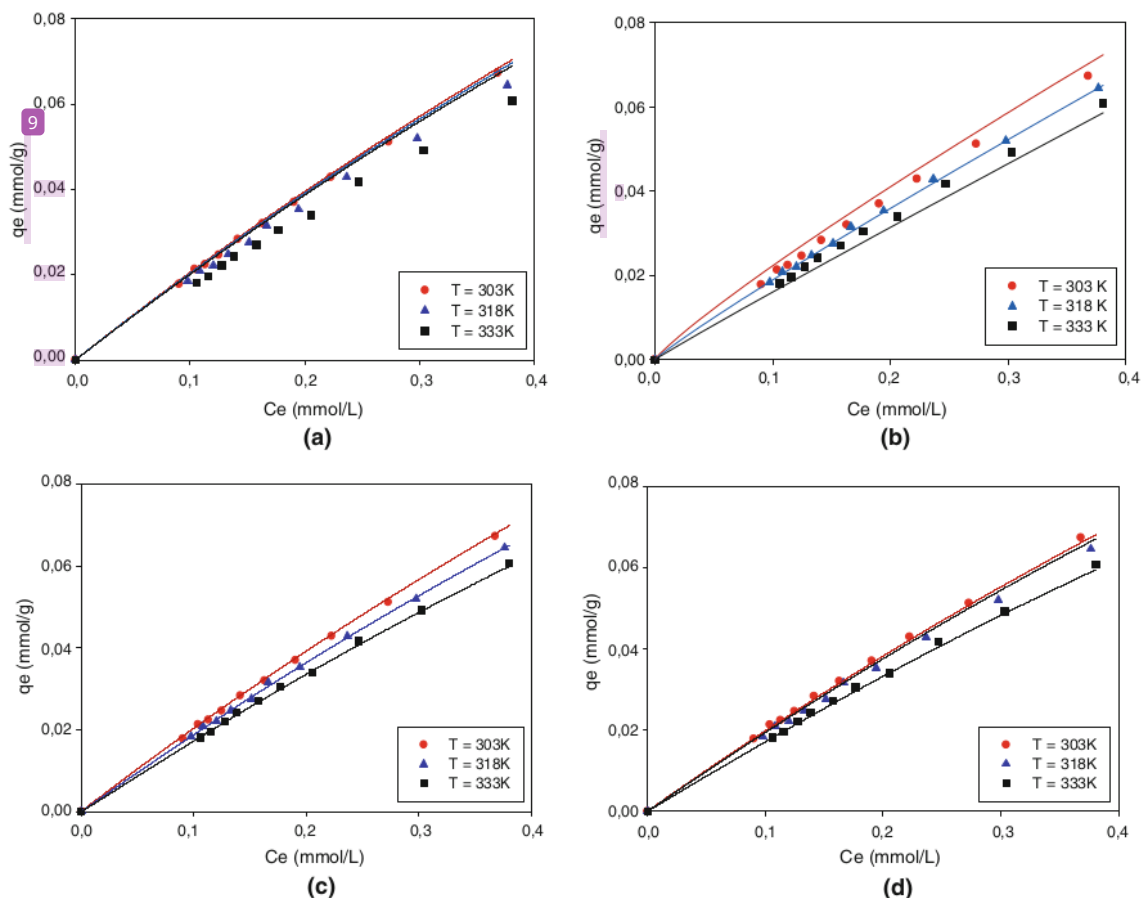 0,08
0,06
9
qe (mmol/g)
0,04
0,02
0,00
T = 303K
T = 318K
T = 333K
0,0 0,1 0,2 0,3 0,4
Ce (mmol/L)
(a)
0,08
0,06
qe (mmol/g)
0,04
0,02
0,00
T = 303 K
T = 318 K
T = 333 K
0,0 0,1 0,2 0,3 0,4
Ce (mmol/L)
(b)
0,08
0,06
qe (mmol/g)
0,04
0,02
0,00
T = 303K
T = 318K
T = 333K
0,0 0,1 0,2 0,3 0,4
Ce (mmol/L)
(c)
0,08
0,06
qe (mmol/g)
0,04
0,02
0,00
T = 303K
T = 318K
T = 333K
0,0 0,1 0,2 0,3 0,4
Ce (mmol/L)
(d)